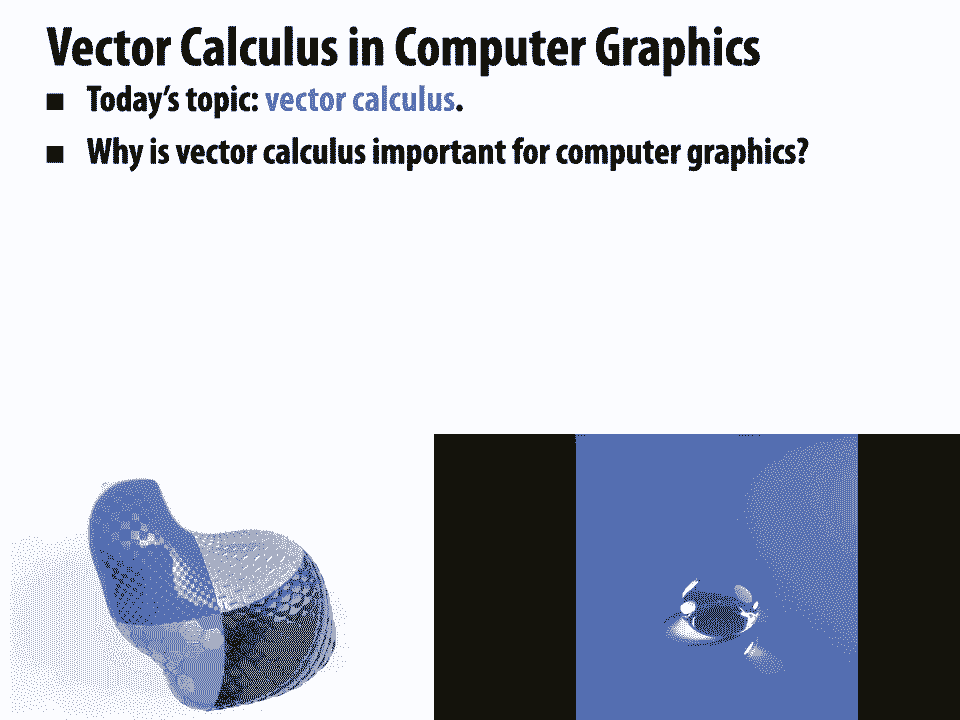 Vector Calculus in Computer Graphics
■ Today's topic: vector calculus.
■ Why is vector calculus important for computer graphics?